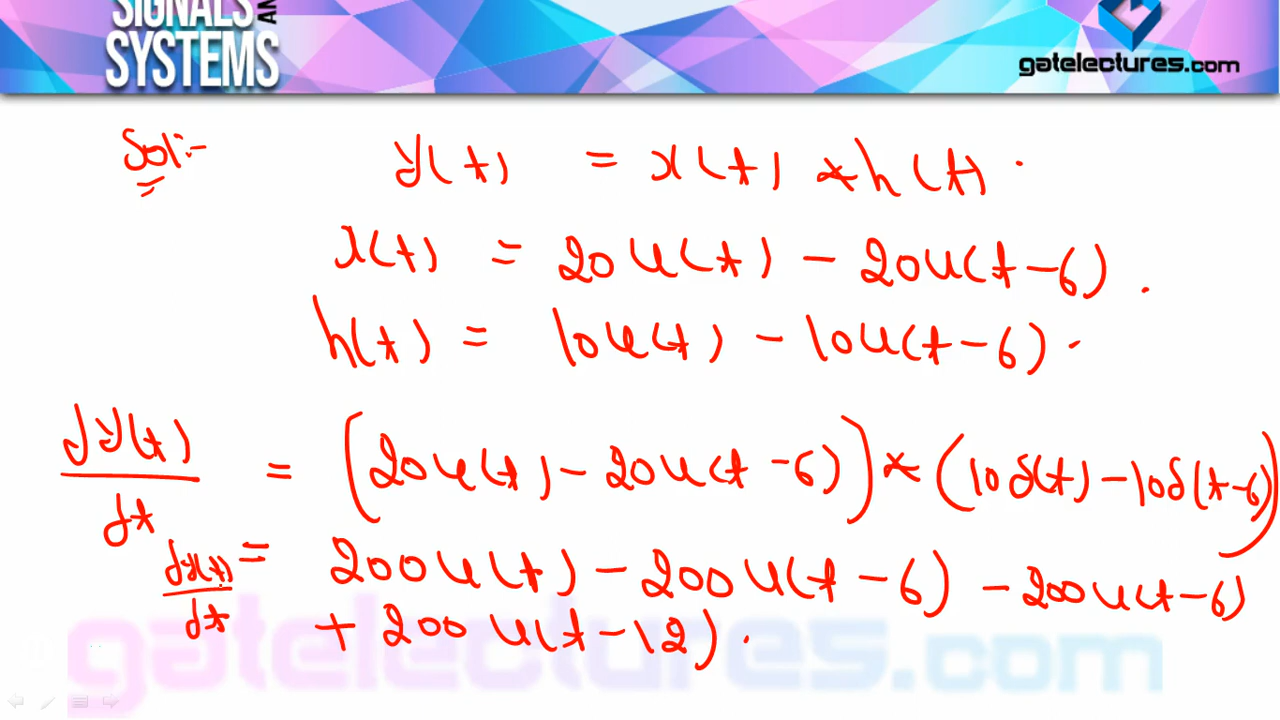 SIGNALS AND
SYSTEMS
gatelectures.com
Sol:-
y(t) = x(t) * h(t).
x(t) = 20u(t) - 20u(t-6).
h(t) = 10u(t) - 10u(t-6).
dy(t)/dt = (20u(t) - 20u(t-6)) * (10δ(t) - 10δ(t-6))
dy(t)/dt = 200u(t) - 200u(t-6) - 200u(t-6)
+ 200u(t-12).
gatelectures.com